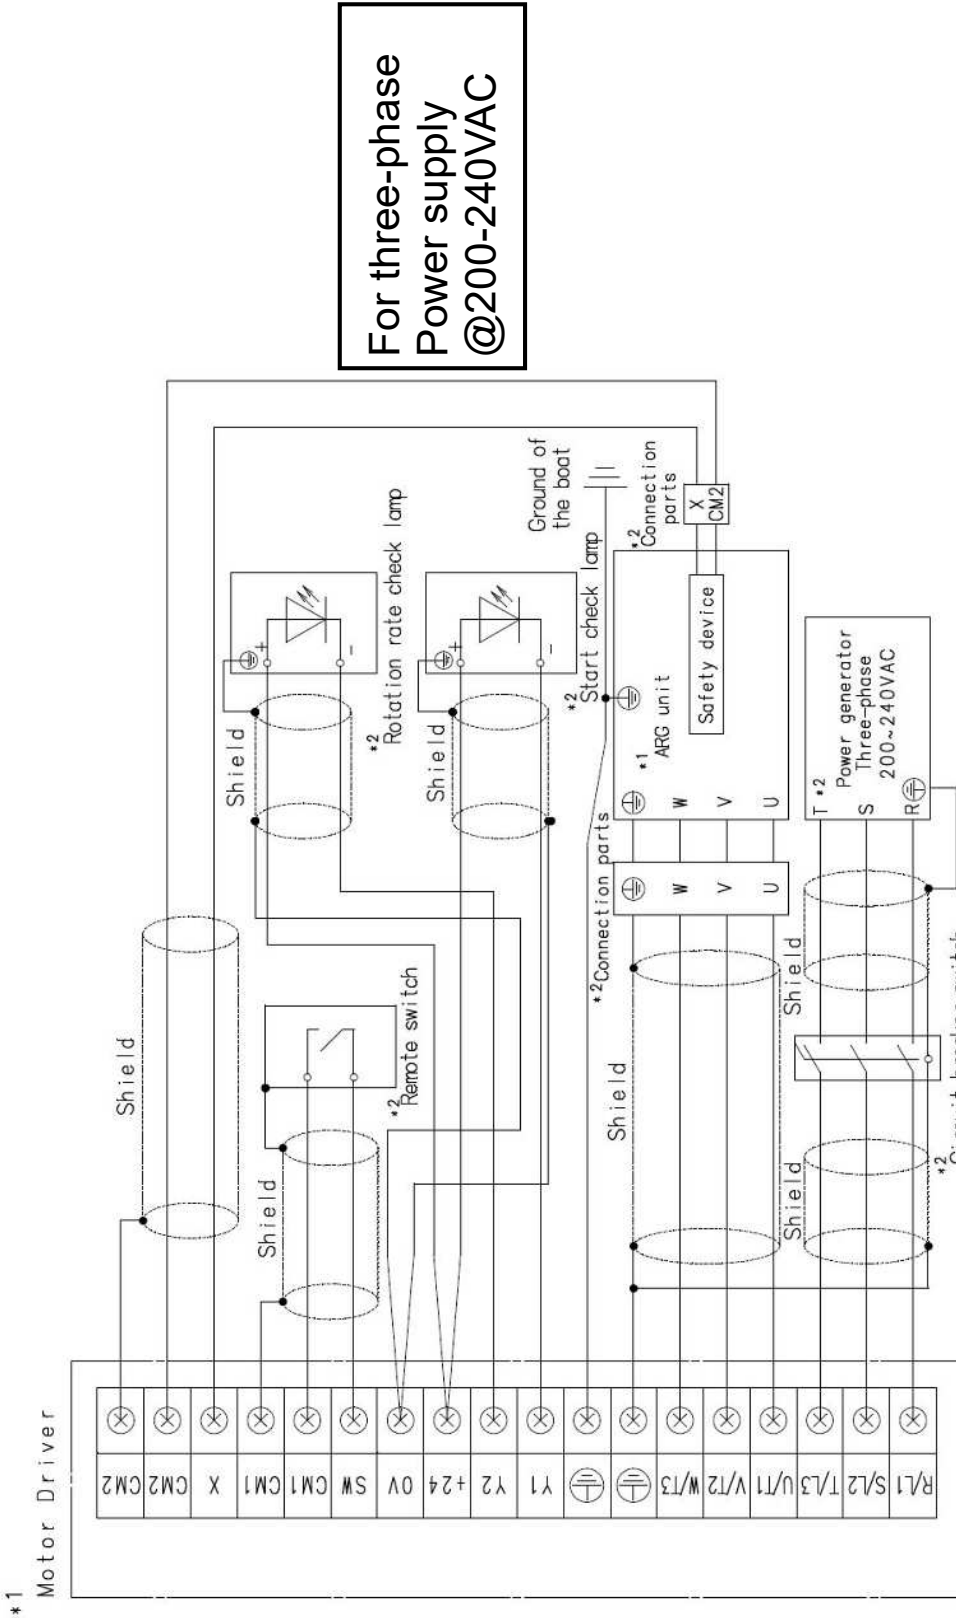 For three-phase
Power supply
@200-240VAC
*1
Motor Driver
CM2
CM2
X
CM1
CM1
SW
0V
+24
Y2
Y1
W/T3
V/T2
U/T1
T/L3
S/L2
R/L1
Shield
Shield
*2
Remote switch
Shield
+
-
*2
Rotation rate check lamp
Shield
+
-
*2
Start check lamp
Ground of
the boat
*2
Connection
parts
X
CM2
*1
ARG unit
Safety device
W
V
U
*2 Connection parts
W
V
U
Shield
Shield
Shield
T *2
S
R
Power generator
Three-phase
200~240VAC
*2